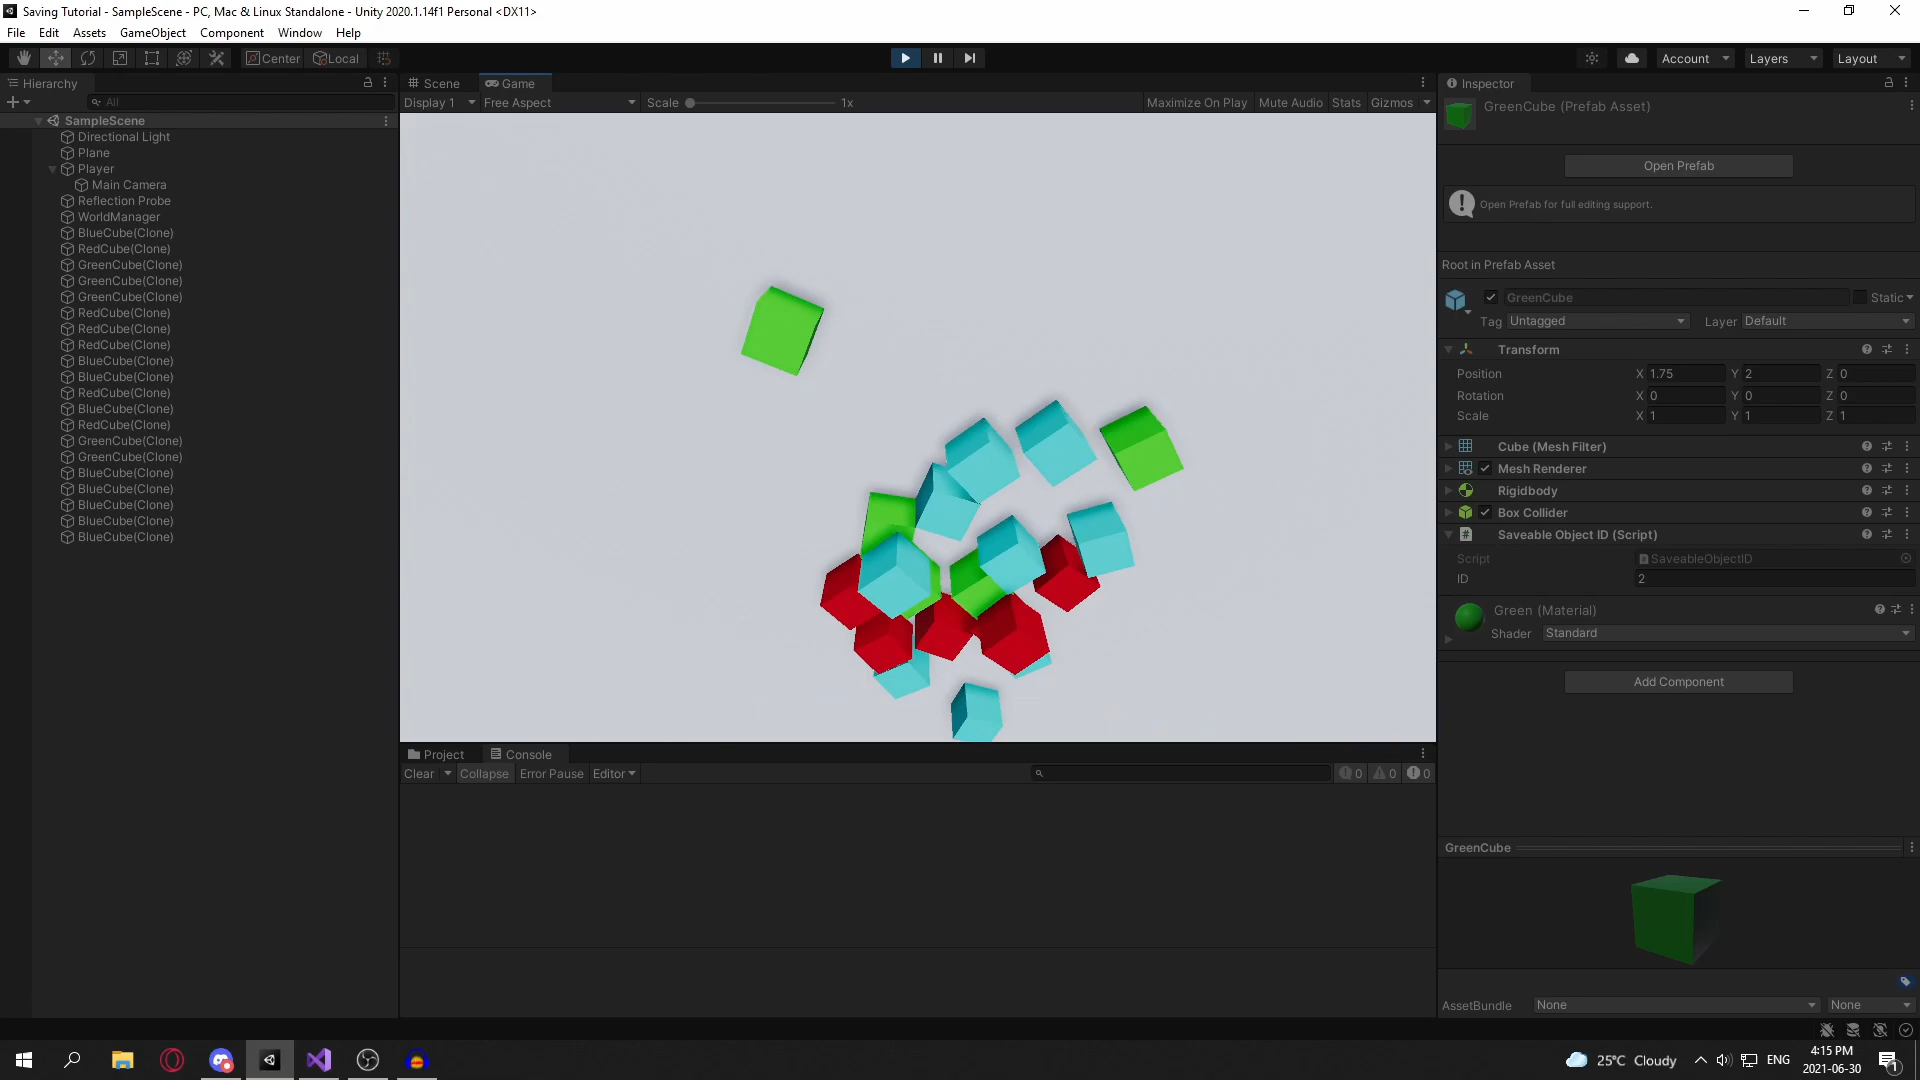 Saving Tutorial - SampleScene - PC, Mac & Linux Standalone - Unity 2020.1.14f1 Personal <DX11>
File Edit Assets GameObject Component Window Help
Center Local Account Layers Layout
Hierarchy
All
SampleScene
Directional Light
Plane
Player
Main Camera
Reflection Probe
WorldManager
BlueCube(Clone)
RedCube(Clone)
GreenCube(Clone)
GreenCube(Clone)
GreenCube(Clone)
RedCube(Clone)
RedCube(Clone)
RedCube(Clone)
BlueCube(Clone)
BlueCube(Clone)
RedCube(Clone)
BlueCube(Clone)
RedCube(Clone)
GreenCube(Clone)
GreenCube(Clone)
BlueCube(Clone)
BlueCube(Clone)
BlueCube(Clone)
BlueCube(Clone)
BlueCube(Clone)
Scene Game
Display 1 Free Aspect Scale 1x Maximize On Play Mute Audio Stats Gizmos
Project Console
Clear Collapse Error Pause Editor 0 0 0
Inspector
GreenCube (Prefab Asset)
Open Prefab
Open Prefab for full editing support.
Root in Prefab Asset
GreenCube Static
Tag Untagged Layer Default
Transform
Position X 1.75 Y 2 Z 0
Rotation X 0 Y 0 Z 0
Scale X 1 Y 1 Z 1
Cube (Mesh Filter)
Mesh Renderer
Rigidbody
Box Collider
Saveable Object ID (Script)
Script SaveableObjectID
ID 2
Green (Material)
Shader Standard
Add Component
GreenCube
AssetBundle None None
25°C Cloudy ENG 4:15 PM
2021-06-30
1